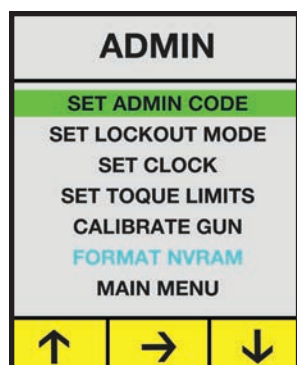 ADMIN
SET ADMIN CODE
SET LOCKOUT MODE
SET CLOCK
SET TOQUE LIMITS
CALIBRATE GUN
FORMAT NVRAM
MAIN MENU